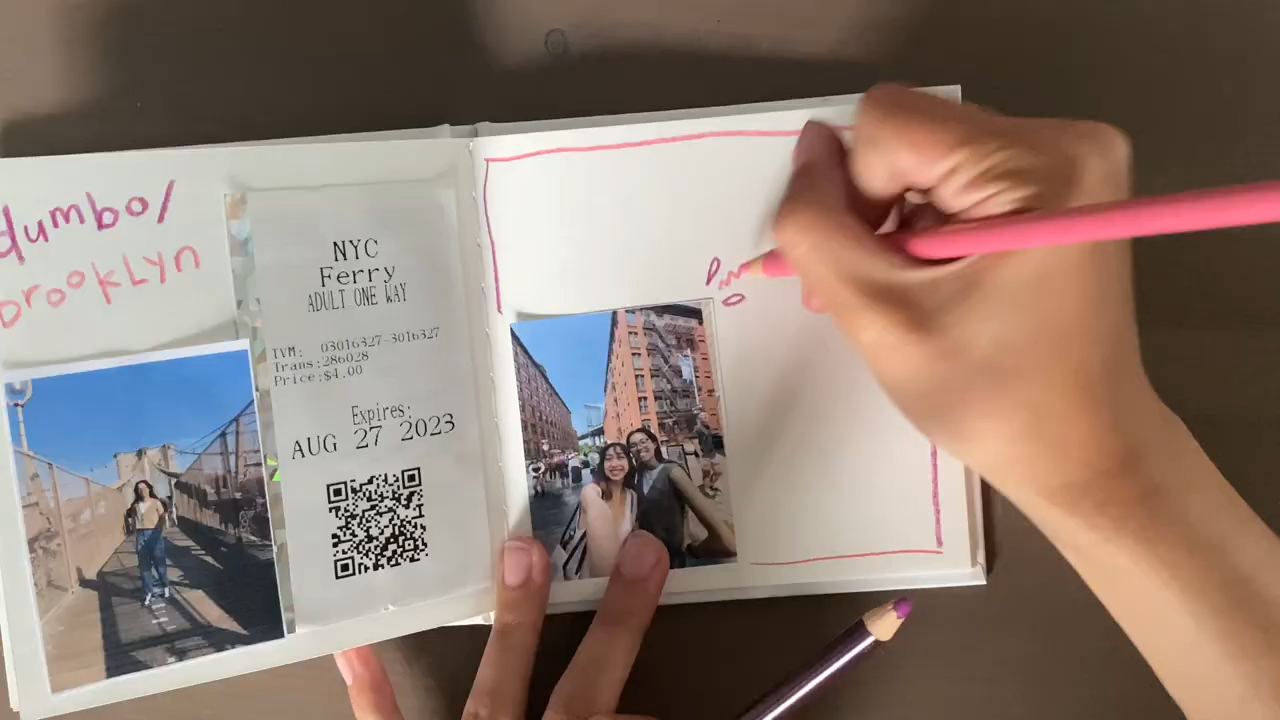 dumbo/
brooklyn
NYC
Ferry
ADULT ONE WAY
TVM: 03016327-3016327
Trans:286028
Price:$4.00
Expires:
AUG 27 2023